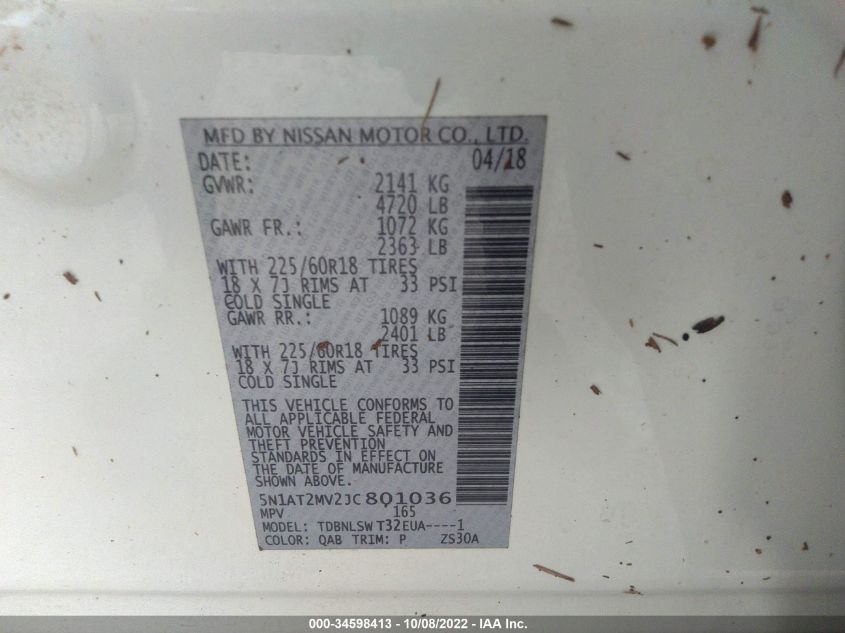 MFD BY NISSAN MOTOR CO., LTD.
DATE: 04/18
GVWR: 2141 KG
4720 LB
GAWR FR.: 1072 KG
2363 LB
WITH 225/60R18 TIRES
18 X 7J RIMS AT 33 PSI
COLD SINGLE
GAWR RR.: 1089 KG
2401 LB
WITH 225/60R18 TIRES
18 X 7J RIMS AT 33 PSI
COLD SINGLE
THIS VEHICLE CONFORMS TO
ALL APPLICABLE FEDERAL
MOTOR VEHICLE SAFETY AND
THEFT PREVENTION
STANDARDS IN EFFECT ON
THE DATE OF MANUFACTURE
SHOWN ABOVE.
5N1AT2MV2JC801036
MPV 165
MODEL: TDBNLSW T32EUA----1
COLOR: QAB TRIM: P ZS30A
000-34598413 - 10/08/2022 - IAA Inc.